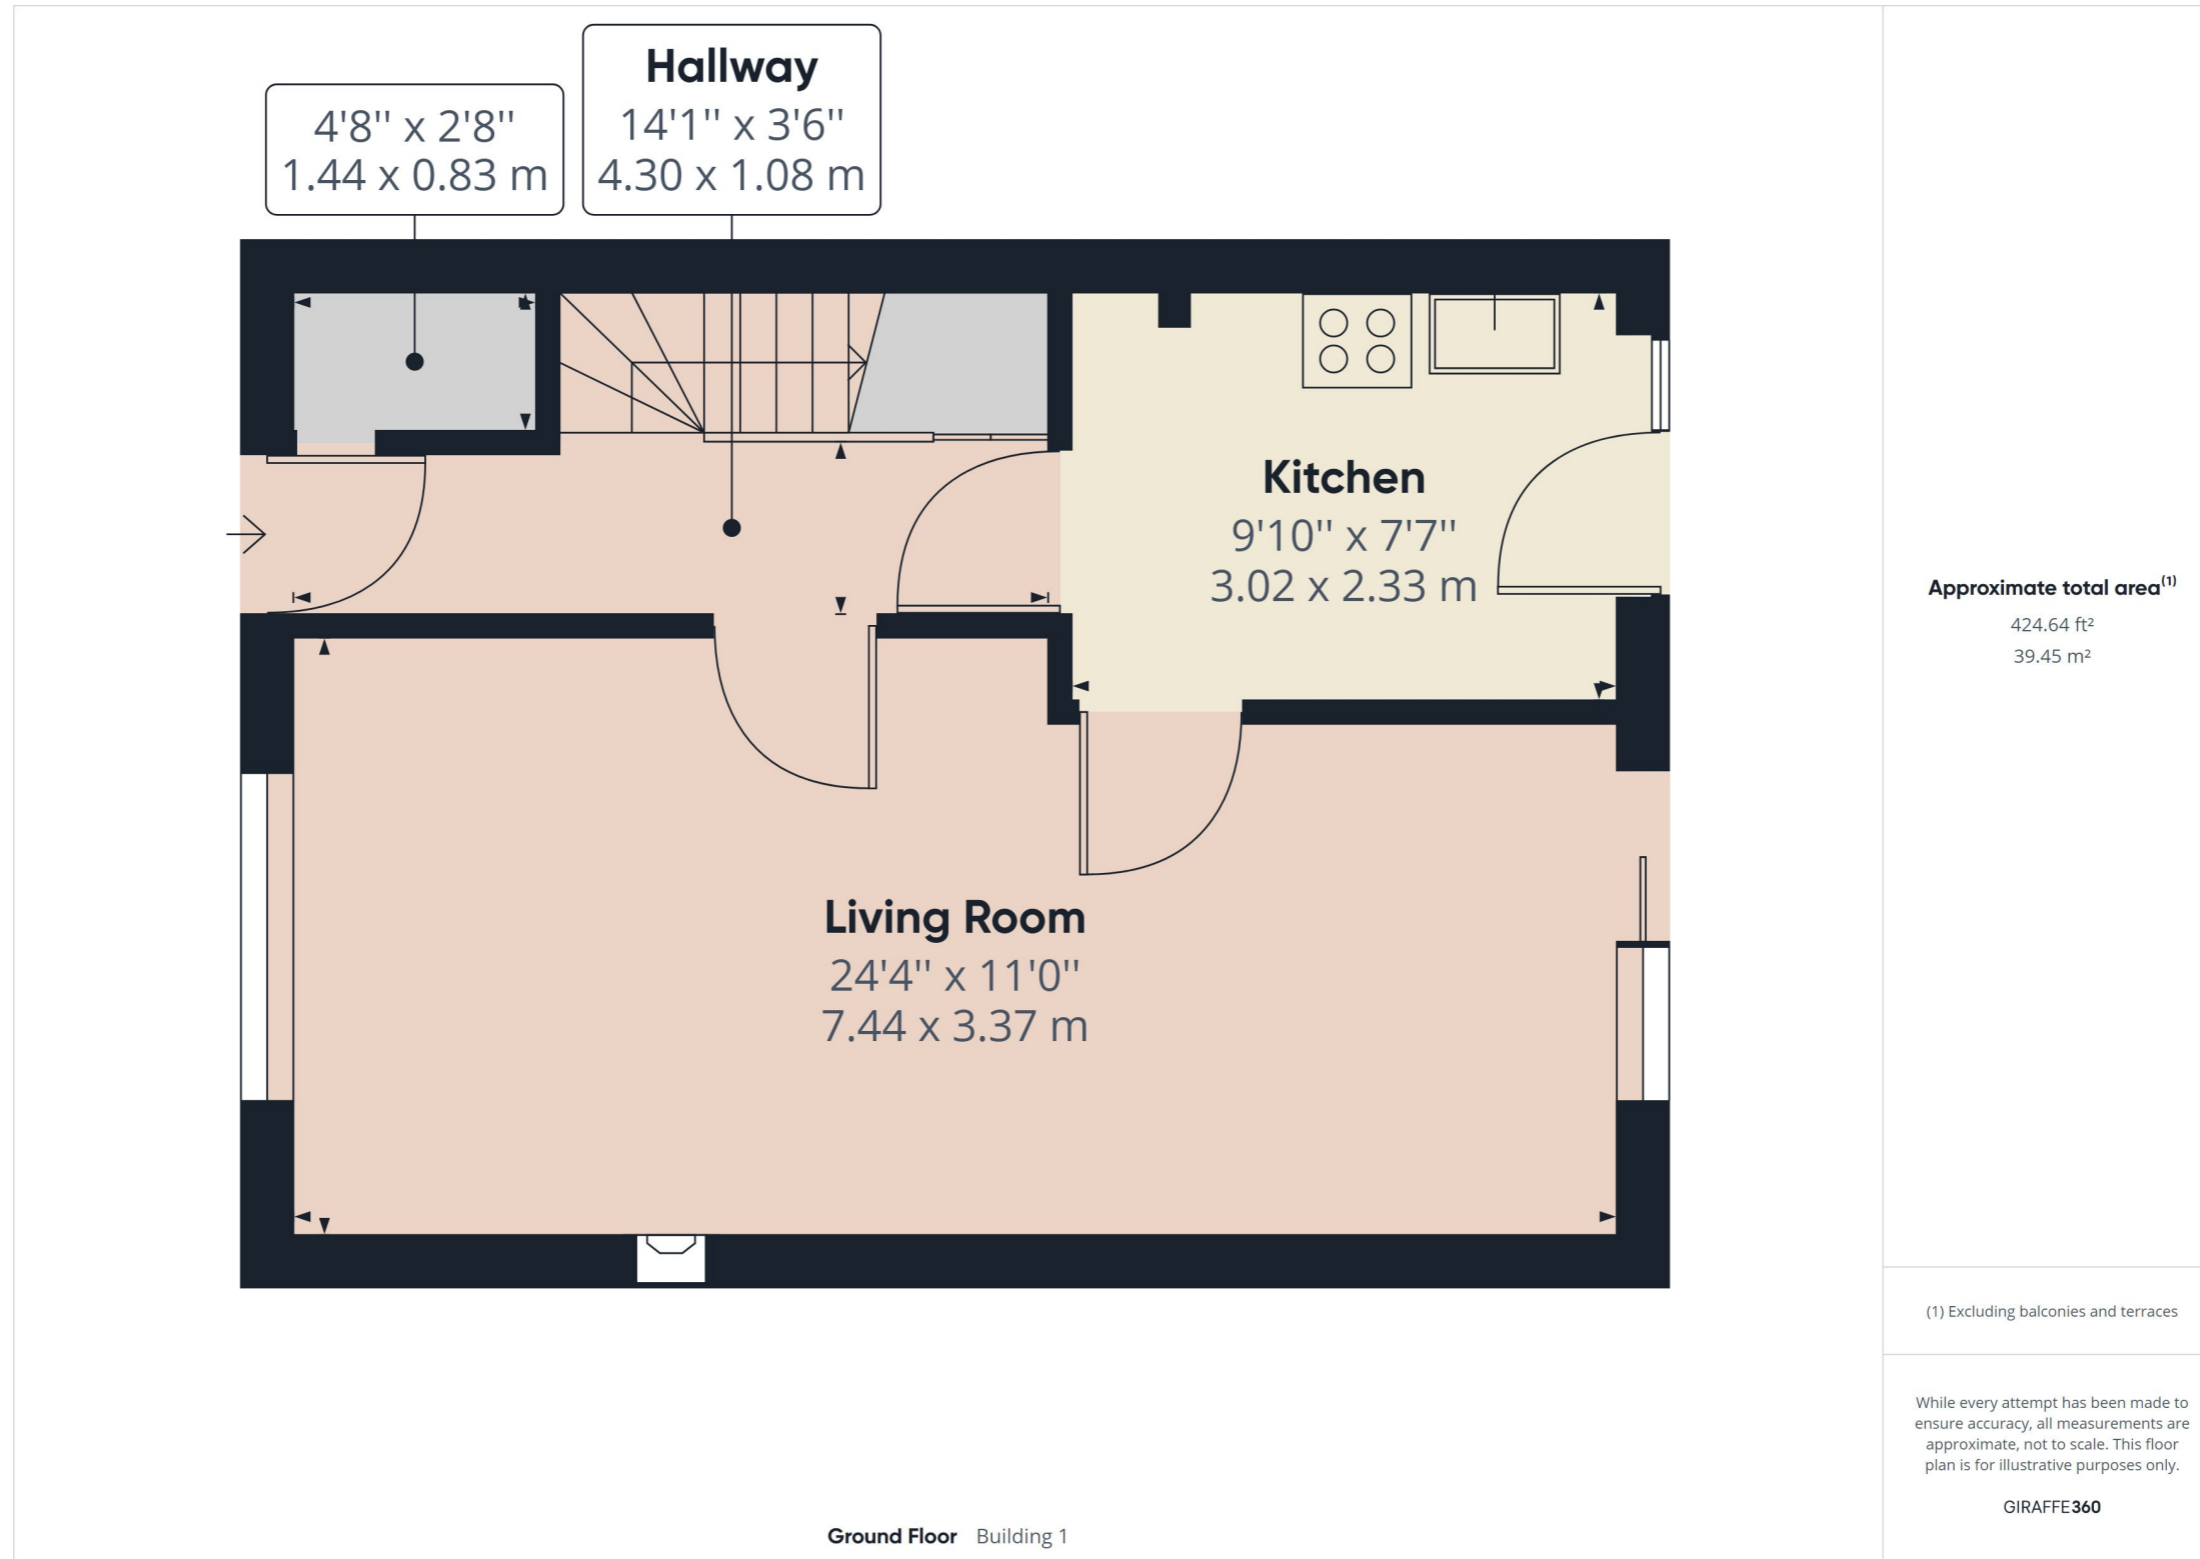 4'8'' x 2'8''
1.44 x 0.83 m
Hallway
14'1'' x 3'6''
4.30 x 1.08 m
Kitchen
9'10'' x 7'7''
3.02 x 2.33 m
Living Room
24'4'' x 11'0''
7.44 x 3.37 m
Ground Floor Building 1
Approximate total area(1)
424.64 ft²
39.45 m²
(1) Excluding balconies and terraces
While every attempt has been made to
ensure accuracy, all measurements are
approximate, not to scale. This floor
plan is for illustrative purposes only.
GIRAFFE360